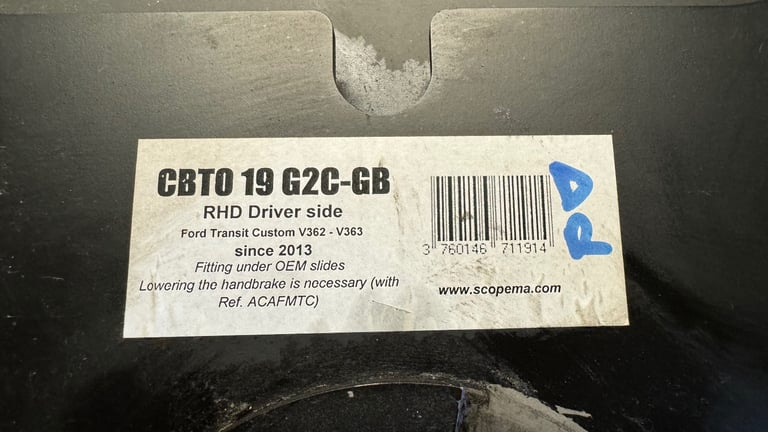 CBTO 19 G2C-GB
RHD Driver side
Ford Transit Custom V362 - V363
since 2013
Fitting under OEM slides
Lowering the handbrake is necessary (with
Ref. ACAFMTC)
3 760146 711914
www.scopema.com
RD